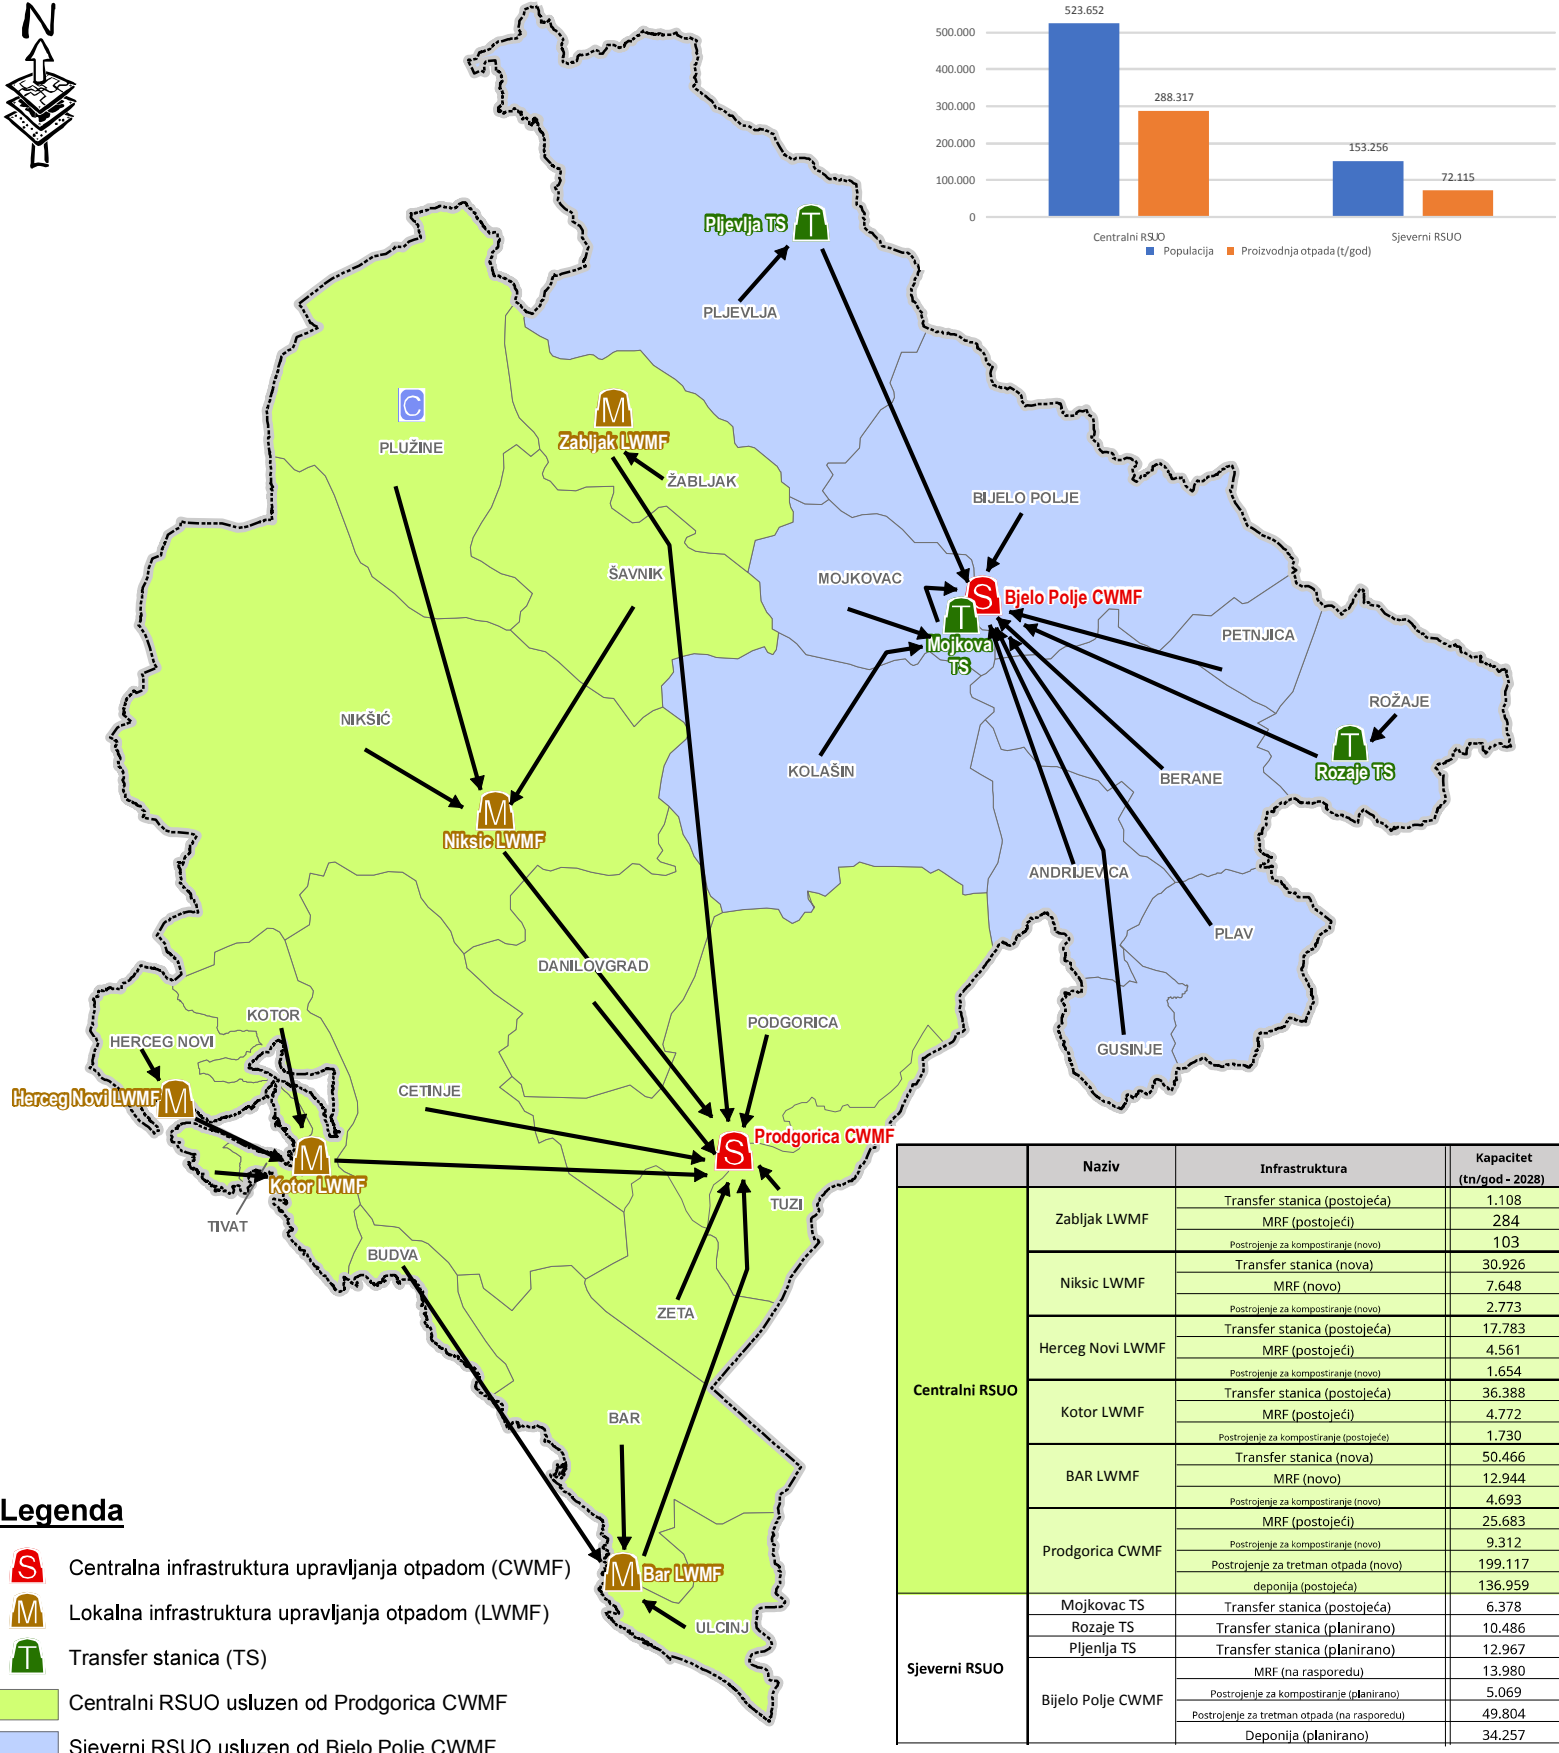 N
523.652
500.000
400.000
300.000
288.317
200.000
153.256
100.000
72.115
0
Centralni RSUO
Sjeverni RSUO
Populacija
Proizvodnja otpada (t/god)
Pljevlja TS
T
PLJEVLJA
C
PLUŽINE
M
Zabljak LWMF
ŽABLJAK
BIJELO POLJE
ŠAVNIK
MOJKOVAC
S
Bjelo Polje CWMF
T
Mojkova
TS
PETNJICA
ROŽAJE
T
Rozaje TS
NIKŠIĆ
KOLAŠIN
BERANE
M
Niksic LWMF
ANDRIJEVICA
PLAV
DANILOVGRAD
KOTOR
PODGORICA
HERCEG NOVI
GUSINJE
Herceg Novi LWMF
M
CETINJE
Prodgorica CWMF
S
M
Kotor LWMF
TIVAT
TUZI
BUDVA
ZETA
BAR
M
Bar LWMF
ULCINJ
Naziv
Infrastruktura
Kapacitet
(tn/god - 2028)
Centralni RSUO
Zabljak LWMF
Transfer stanica (postojeća)
1.108
MRF (postojeći)
284
Postrojenje za kompostiranje (novo)
103
Niksic LWMF
Transfer stanica (nova)
30.926
MRF (novo)
7.648
Postrojenje za kompostiranje (novo)
2.773
Herceg Novi LWMF
Transfer stanica (postojeća)
17.783
MRF (postojeći)
4.561
Postrojenje za kompostiranje (novo)
1.654
Kotor LWMF
Transfer stanica (postojeća)
36.388
MRF (postojeći)
4.772
Postrojenje za kompostiranje (postojeće)
1.730
BAR LWMF
Transfer stanica (nova)
50.466
MRF (novo)
12.944
Postrojenje za kompostiranje (novo)
4.693
Prodgorica CWMF
MRF (postojeći)
25.683
Postrojenje za kompostiranje (novo)
9.312
Postrojenje za tretman otpada (novo)
199.117
deponija (postojeća)
136.959
Sjeverni RSUO
Mojkovac TS
Transfer stanica (postojeća)
6.378
Rozaje TS
Transfer stanica (planirano)
10.486
Pljenlja TS
Transfer stanica (planirano)
12.967
Bijelo Polje CWMF
MRF (na rasporedu)
13.980
Postrojenje za kompostiranje (planirano)
5.069
Postrojenje za tretman otpada (na rasporedu)
49.804
Deponija (planirano)
34.257
Legenda
S
Centralna infrastruktura upravljanja otpadom (CWMF)
M
Lokalna infrastruktura upravljanja otpadom (LWMF)
T
Transfer stanica (TS)
Centralni RSUO usluzen od Prodgorica CWMF
Sjeverni RSUO usluzen od Bjelo Polje CWMF